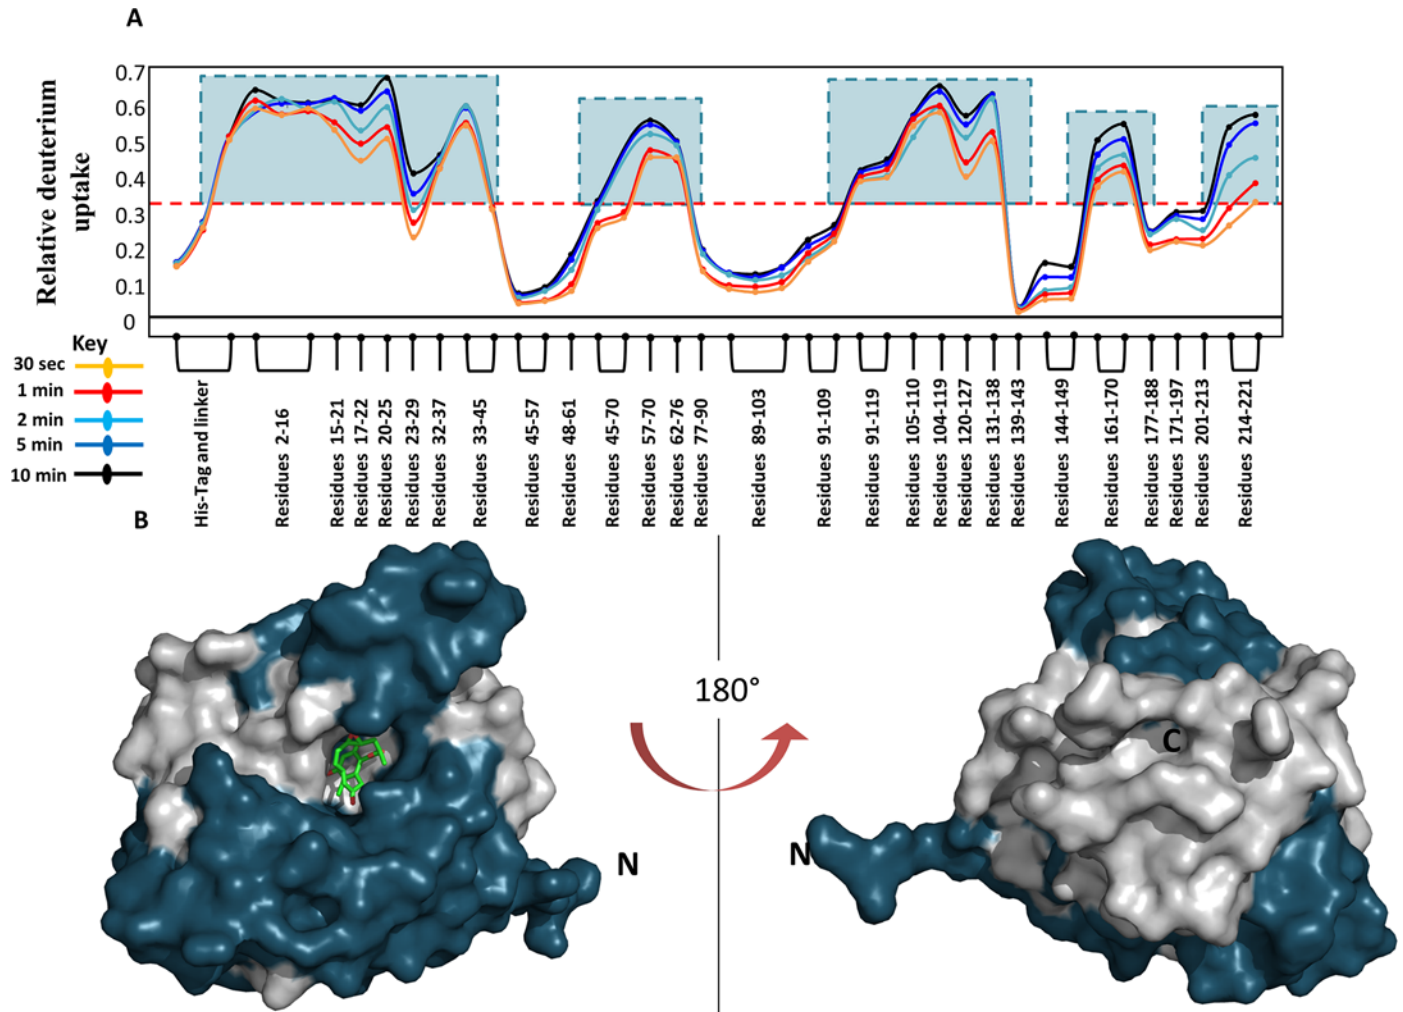 A
Relative deuterium
uptake
0.7
0.6
0.5
0.4
0.3
0.2
0.1
0
Key
30 sec
1 min
2 min
5 min
10 min
His-Tag and linker
Residues 2-16
Residues 15-21
Residues 17-22
Residues 20-25
Residues 23-29
Residues 32-37
Residues 33-45
Residues 45-57
Residues 48-61
Residues 45-70
Residues 57-70
Residues 62-76
Residues 77-90
Residues 89-103
Residues 91-109
Residues 91-119
Residues 105-110
Residues 104-119
Residues 120-127
Residues 131-138
Residues 139-143
Residues 144-149
Residues 161-170
Residues 177-188
Residues 171-197
Residues 201-213
Residues 214-221
B
180°
N
N
C